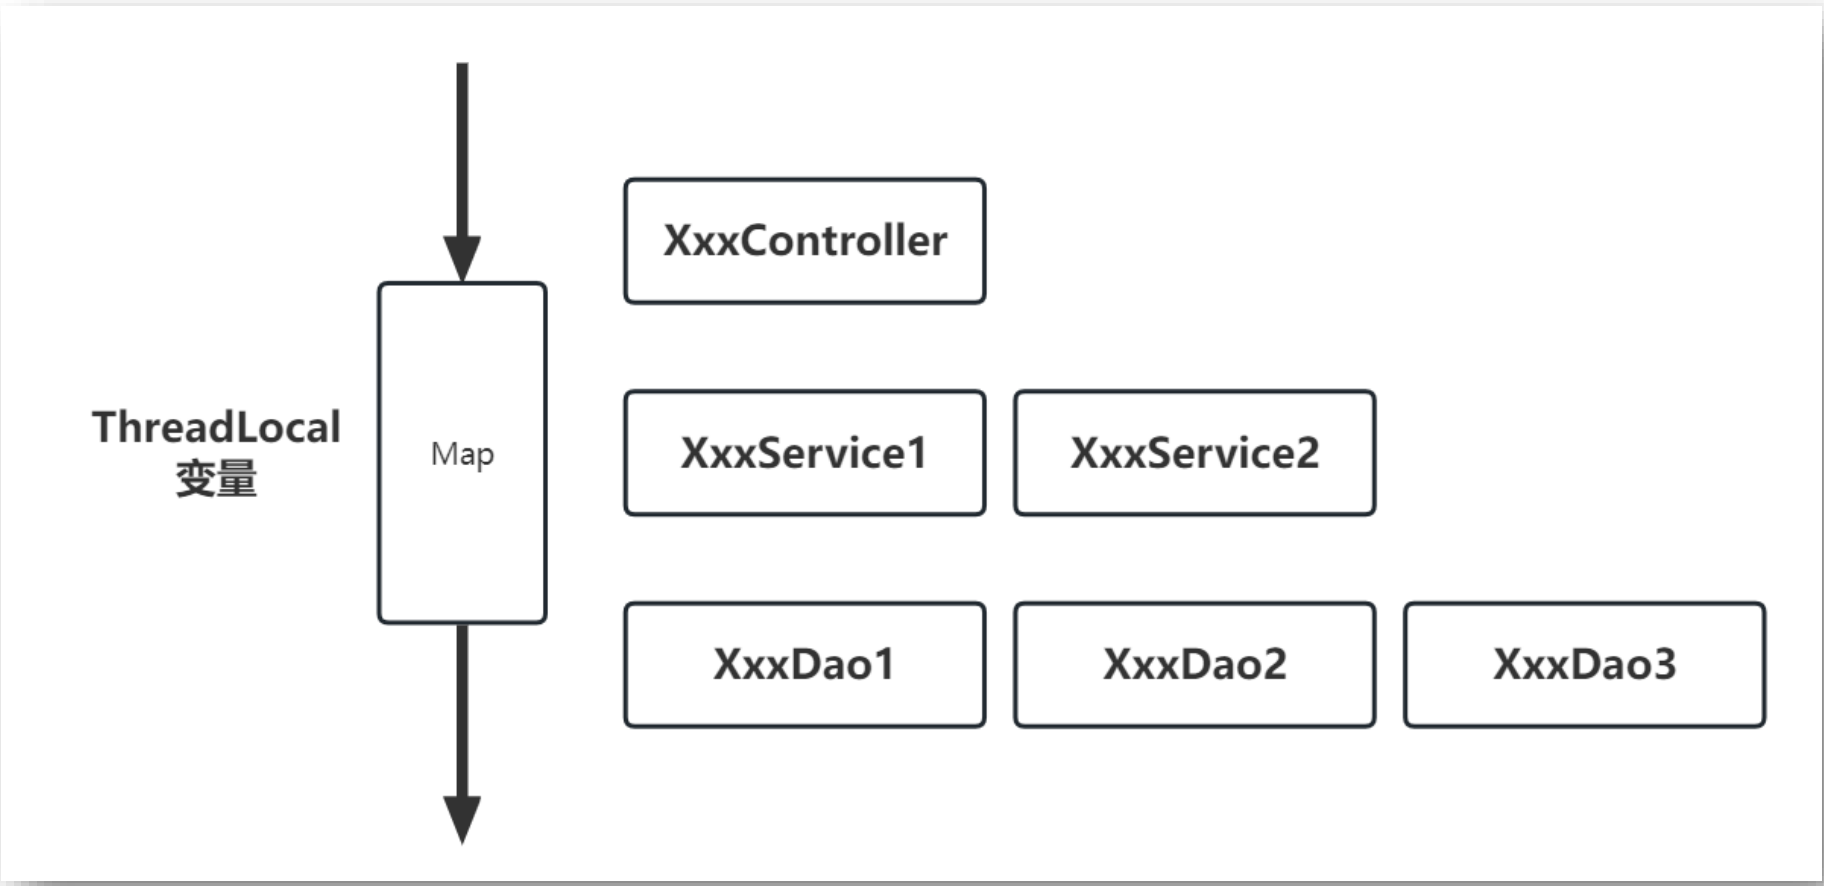 XxxController
ThreadLocal
变量
Map
XxxService1
XxxService2
XxxDao1
XxxDao2
XxxDao3